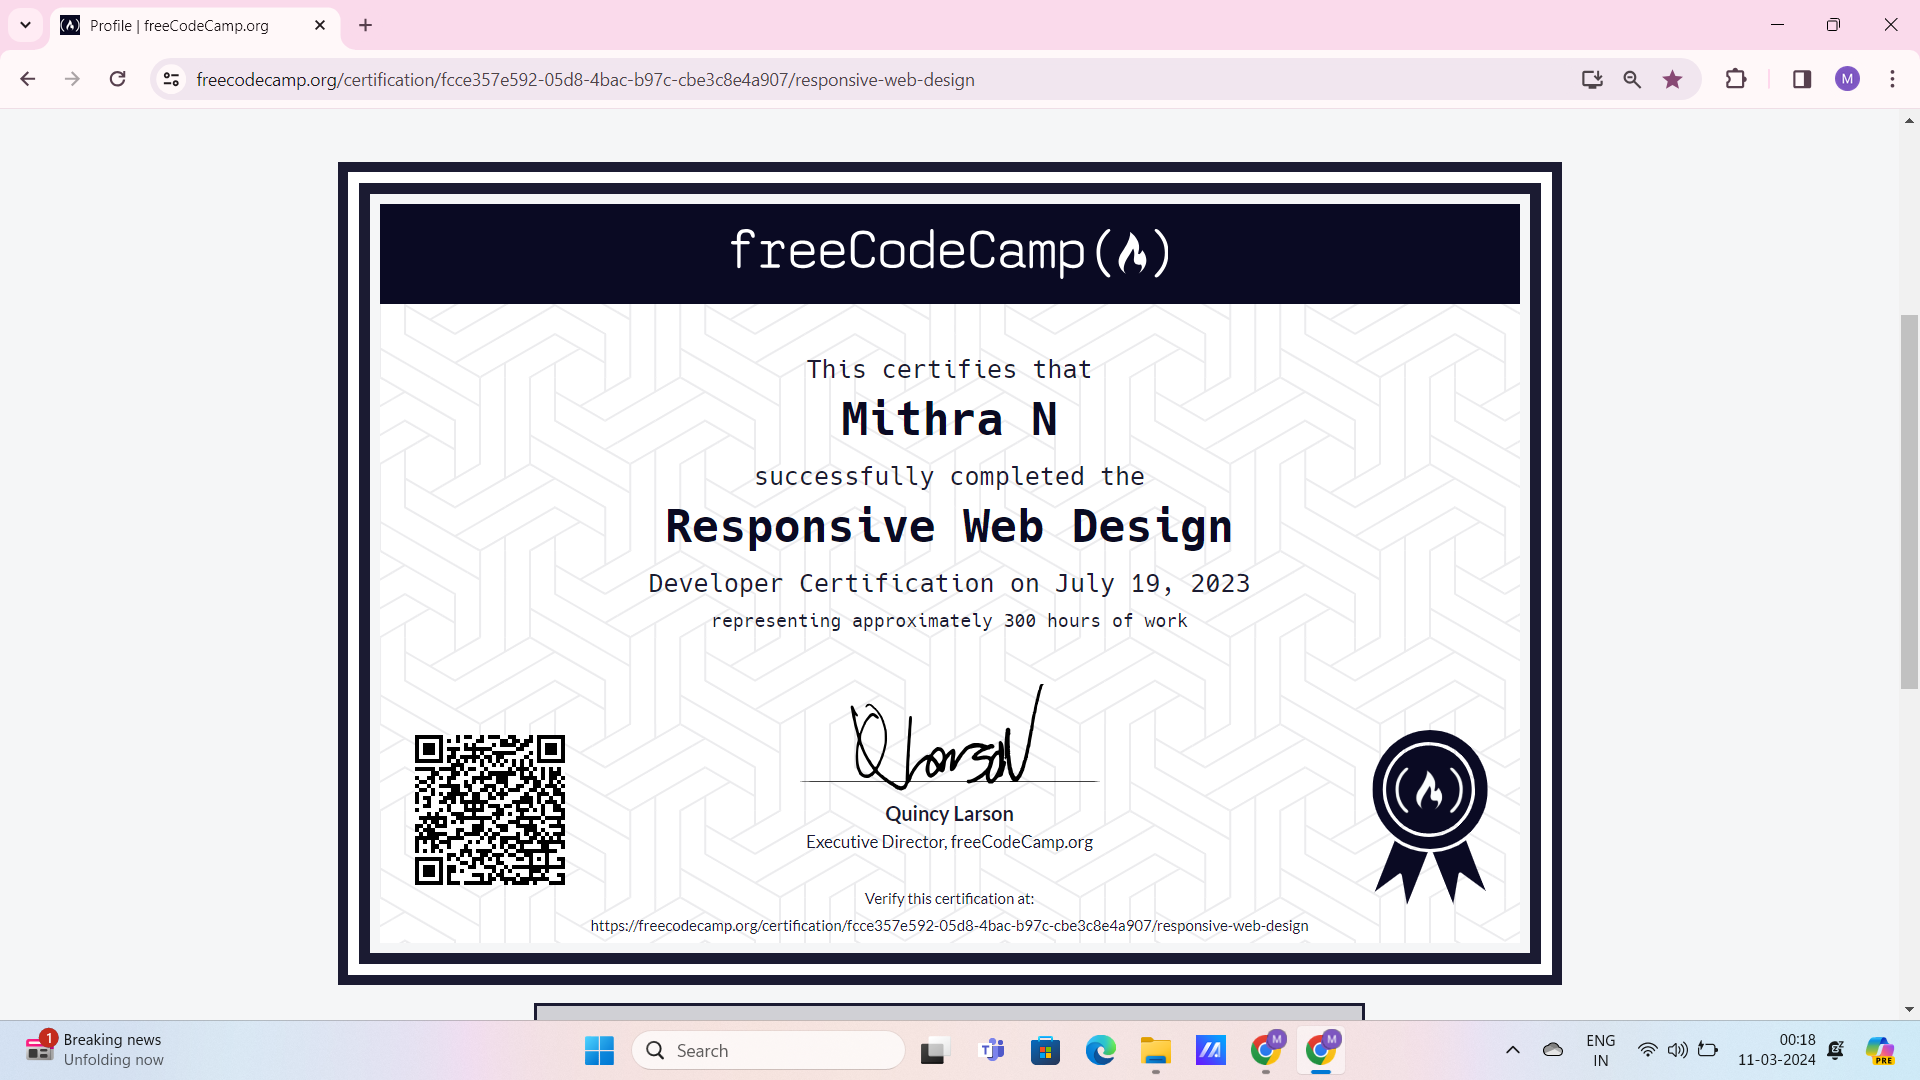 Profile | freeCodeCamp.org
freecodecamp.org/certification/fcce357e592-05d8-4bac-b97c-cbe3c8e4a907/responsive-web-design
M
freeCodeCamp
This certifies that
Mithra N
successfully completed the
Responsive Web Design
Developer Certification on July 19, 2023
representing approximately 300 hours of work
Quincy Larson
Executive Director, freeCodeCamp.org
Verify this certification at:
https://freecodecamp.org/certification/fcce357e592-05d8-4bac-b97c-cbe3c8e4a907/responsive-web-design
1
Breaking news
Unfolding now
Search
M
M
ENG
IN
00:18
11-03-2024
PRE